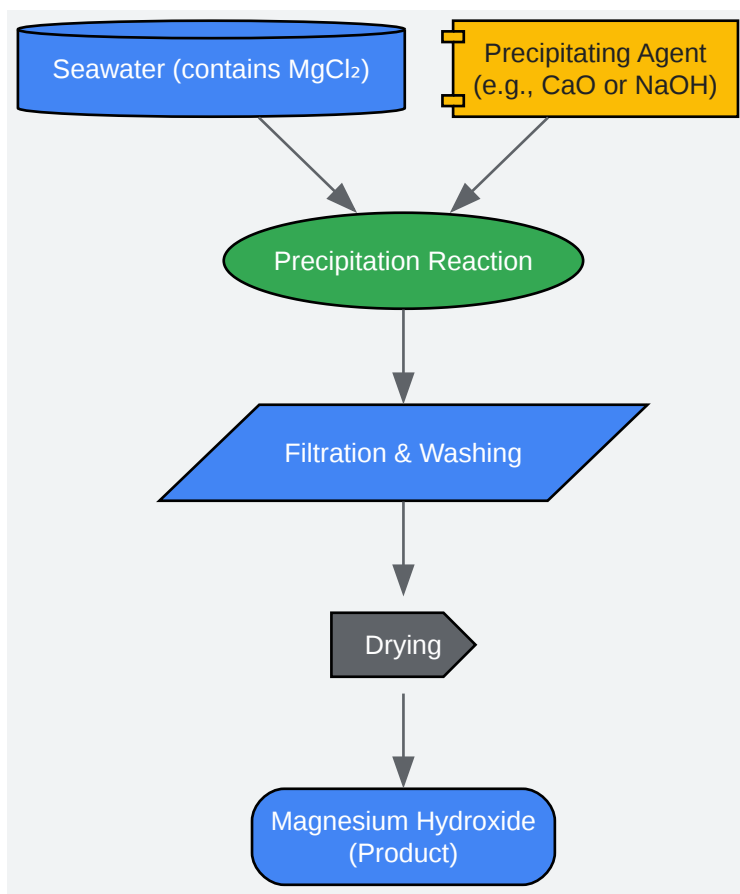 Seawater (contains MgCl₂)
Precipitating Agent
(e.g., CaO or NaOH)
Precipitation Reaction
Filtration & Washing
Drying
Magnesium Hydroxide
(Product)